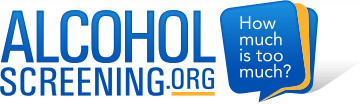 ALCOHOL
SCREENING.ORG
How
much
is too
much?